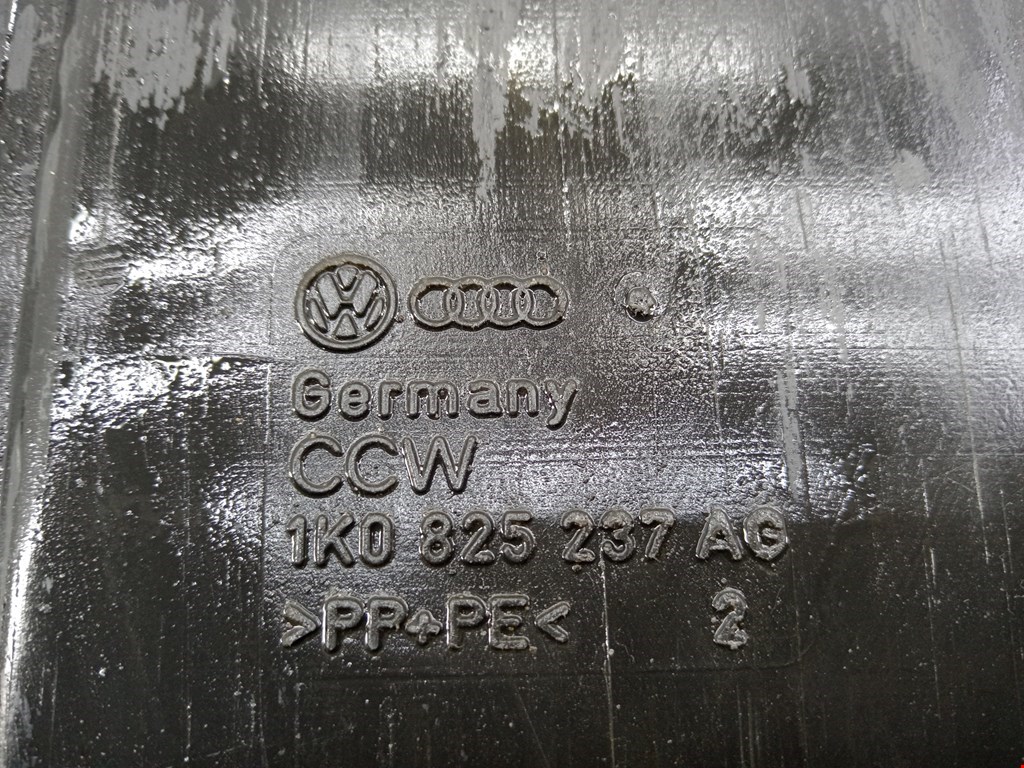 Germany
CCW
1K0 825 237 AG
>PP+PE< 2